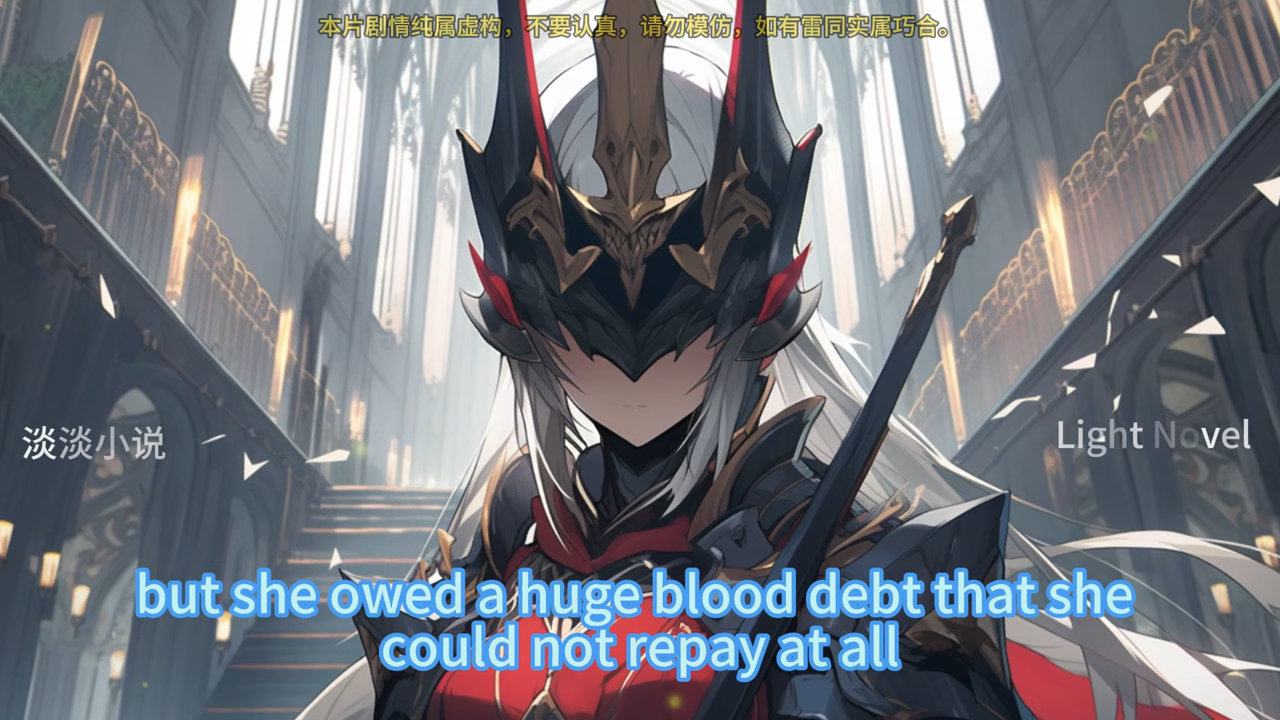 本片剧情纯属虚构，不要认真，请勿模仿，如有雷同实属巧合。
淡淡小说
Light Novel
but she owed a huge blood debt that she
could not repay at all